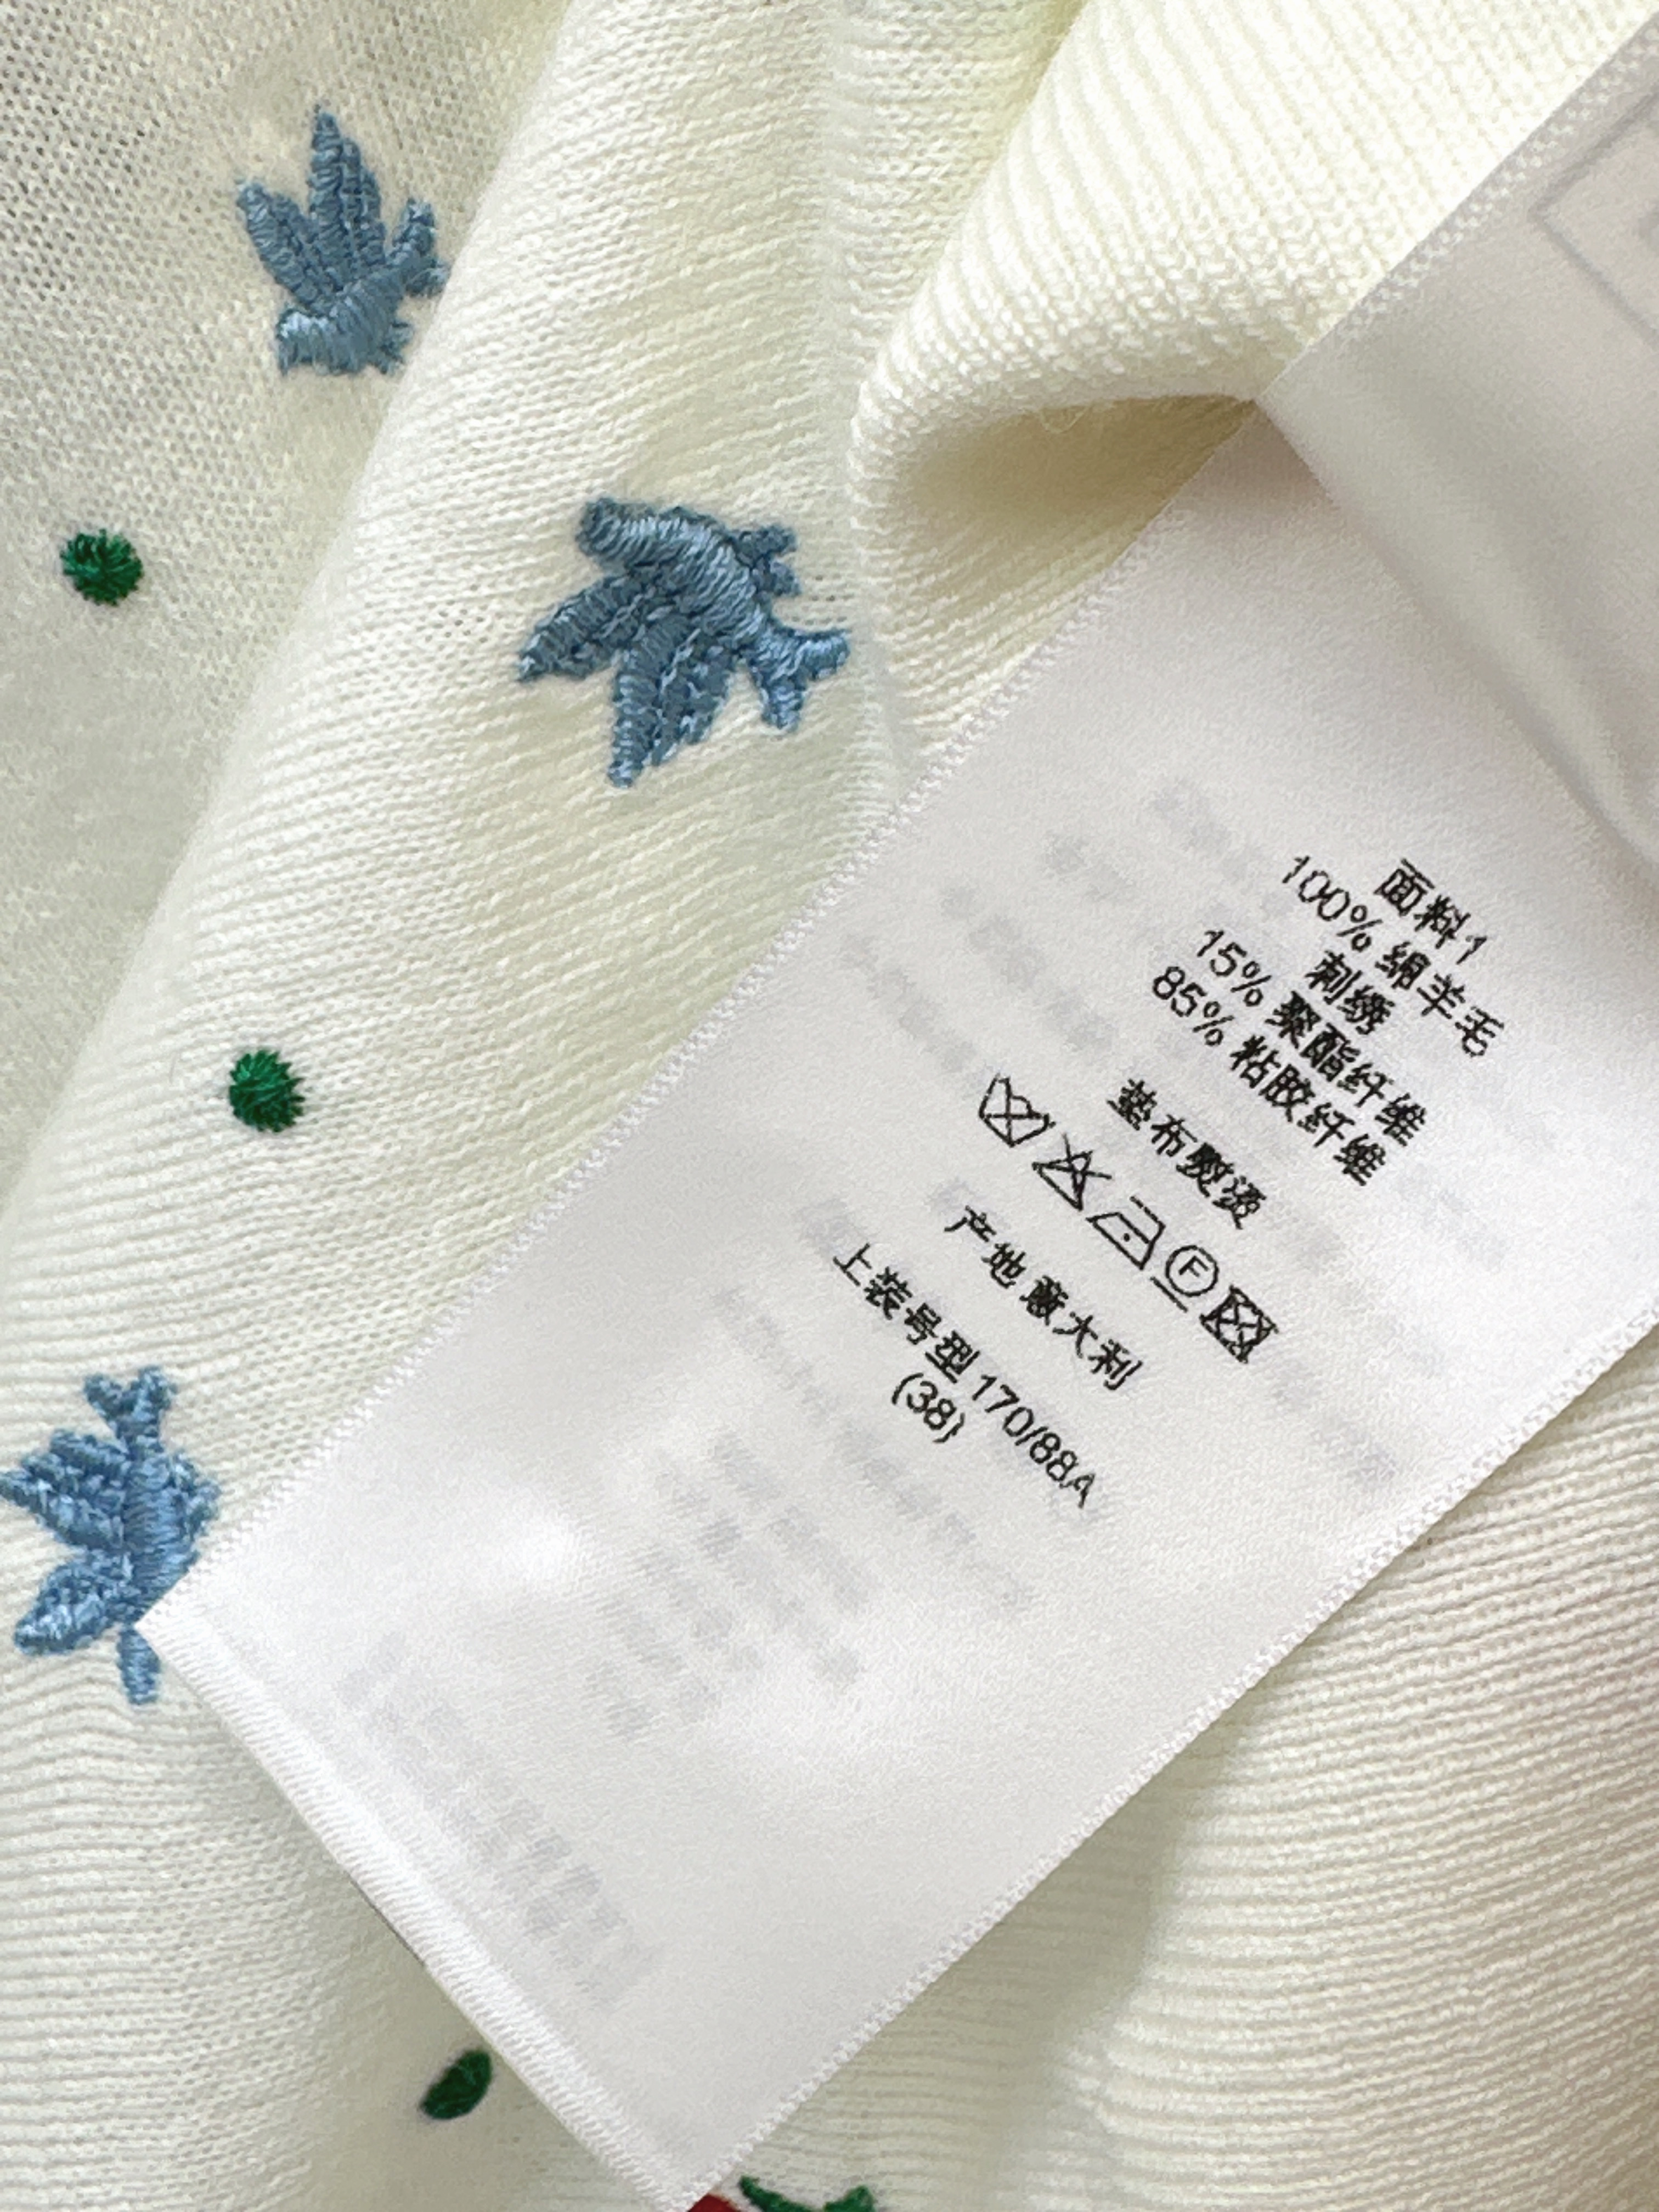 面料1
100% 绵羊毛
刺绣
15% 聚酯纤维
85% 粘胶纤维
垫布熨烫
F
产地 意大利
上装号型 170/88A
(38)